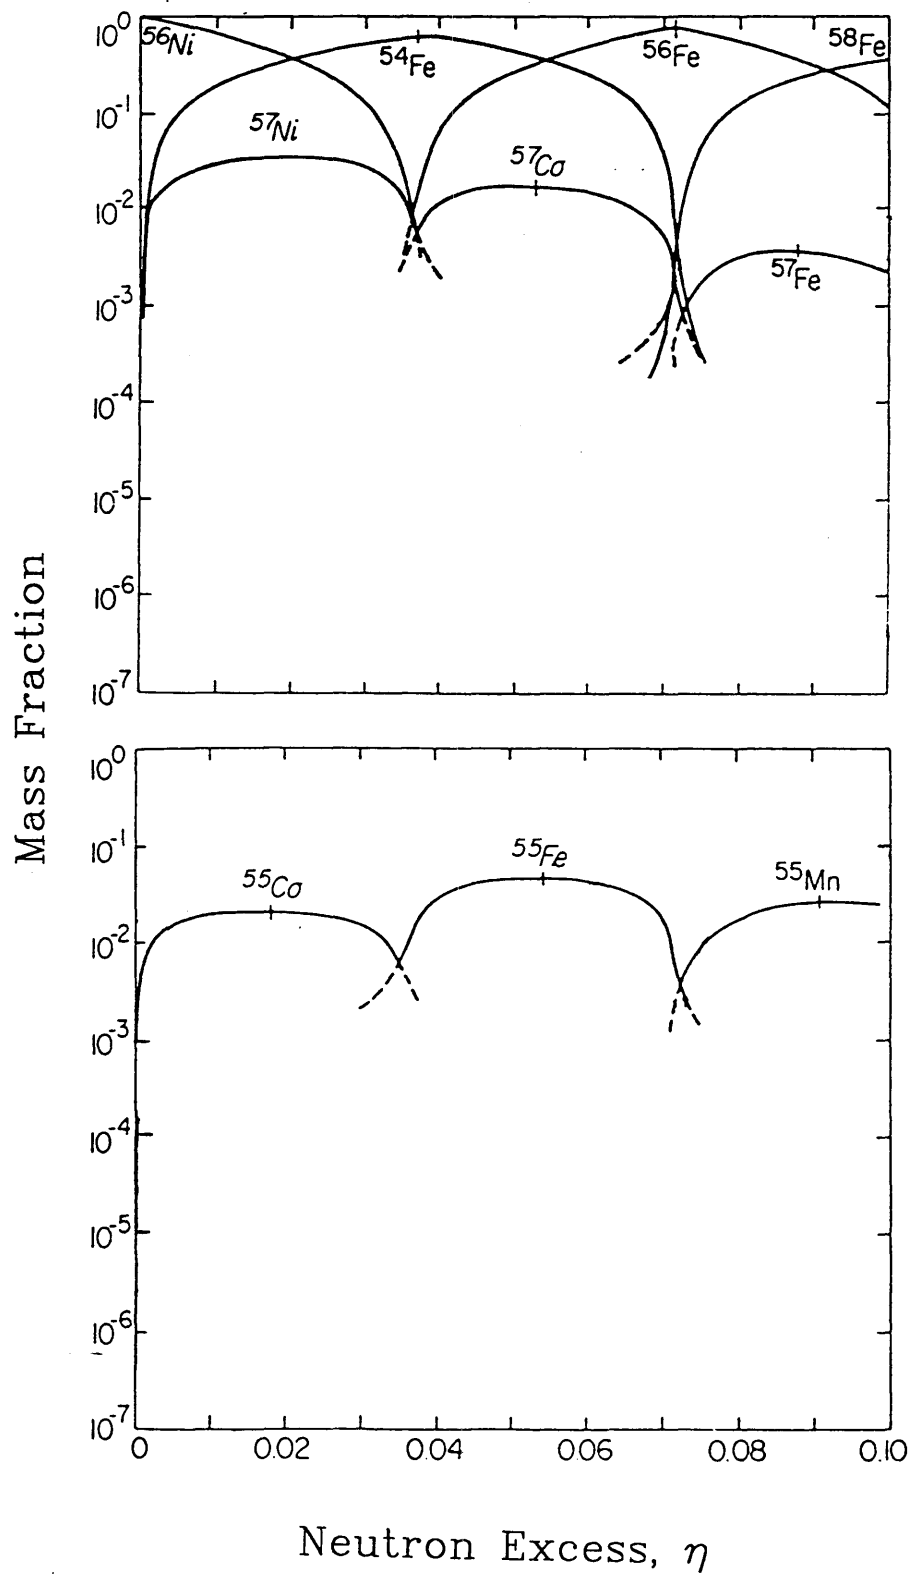 10⁰
⁵⁶Ni
⁵⁴Fe
⁵⁶Fe
⁵⁸Fe
10⁻¹
⁵⁷Ni
⁵⁷Co
10⁻²
⁵⁷Fe
10⁻³
10⁻⁴
10⁻⁵
10⁻⁶
10⁻⁷
Mass Fraction
10⁰
10⁻¹
⁵⁵Co
⁵⁵Fe
⁵⁵Mn
10⁻²
10⁻³
10⁻⁴
10⁻⁵
10⁻⁶
10⁻⁷
0 0.02 0.04 0.06 0.08 0.10
Neutron Excess, η